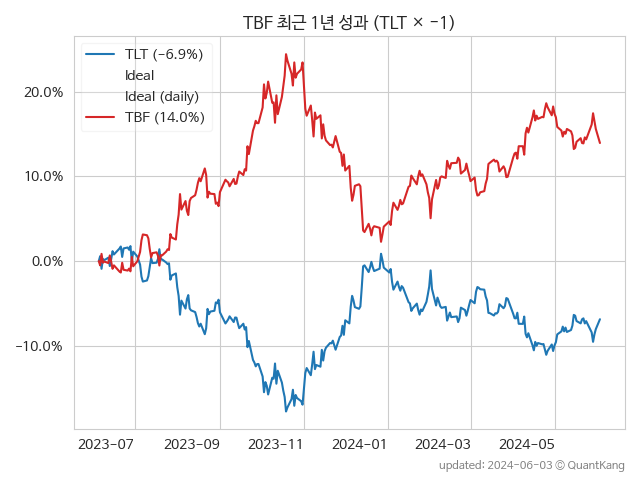 TBF 최근 1년 성과 (TLT × -1)
TLT (-6.9%)
Ideal
Ideal (daily)
TBF (14.0%)
20.0%
10.0%
0.0%
-10.0%
2023-07 2023-09 2023-11 2024-01 2024-03 2024-05
updated: 2024-06-03 © QuantKang